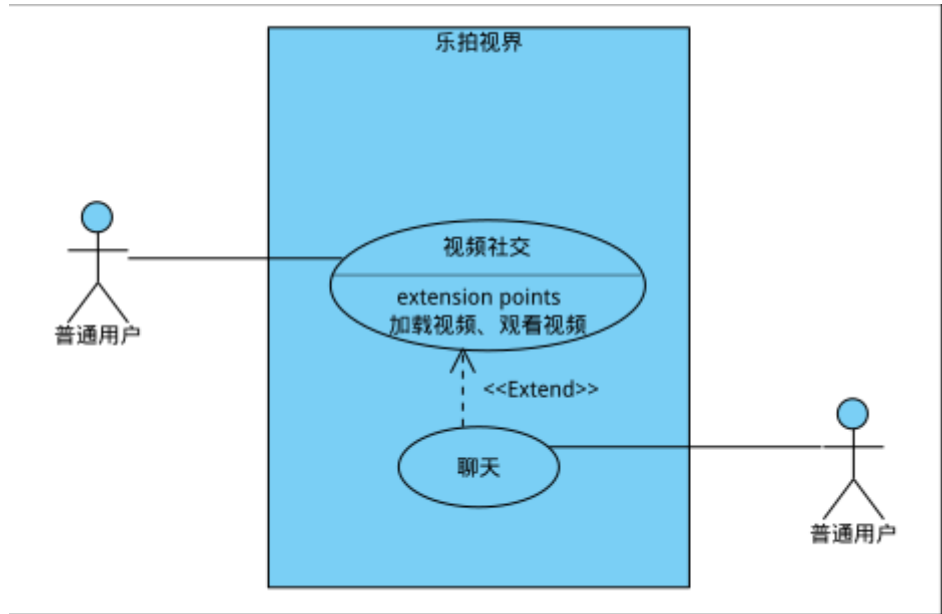 乐拍视界
视频社交
extension points
加载视频、观看视频
普通用户
<<Extend>>
聊天
普通用户